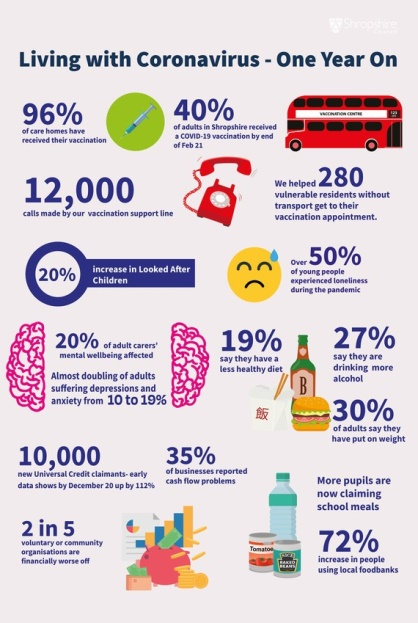 Shropshire
Living with Coronavirus - One Year On
96%
of care homes have
received their vaccination
40%
of adults in Shropshire received
a COVID-19 vaccination by end
of Feb 21
VACCINATION CENTRE
12,000
calls made by our vaccination support line
We helped 280
vulnerable residents without
transport get to their
vaccination appointment.
20%
increase in Looked After
Children
Over 50%
of young people
experienced loneliness
during the pandemic
20% of adult carers'
mental wellbeing affected
Almost doubling of adults
suffering depressions and
anxiety from 10 to 19%
19%
say they have a
less healthy diet
27%
say they are
drinking more
alcohol
B
飯
30%
of adults say they
have put on weight
10,000
new Universal Credit claimants- early
data shows by December 20 up by 112%
35%
of businesses reported
cash flow problems
More pupils are
now claiming
school meals
2 in 5
voluntary or community
organisations are
financially worse off
Tomatoe
BAKED
BEANS
72%
increase in people
using local foodbanks